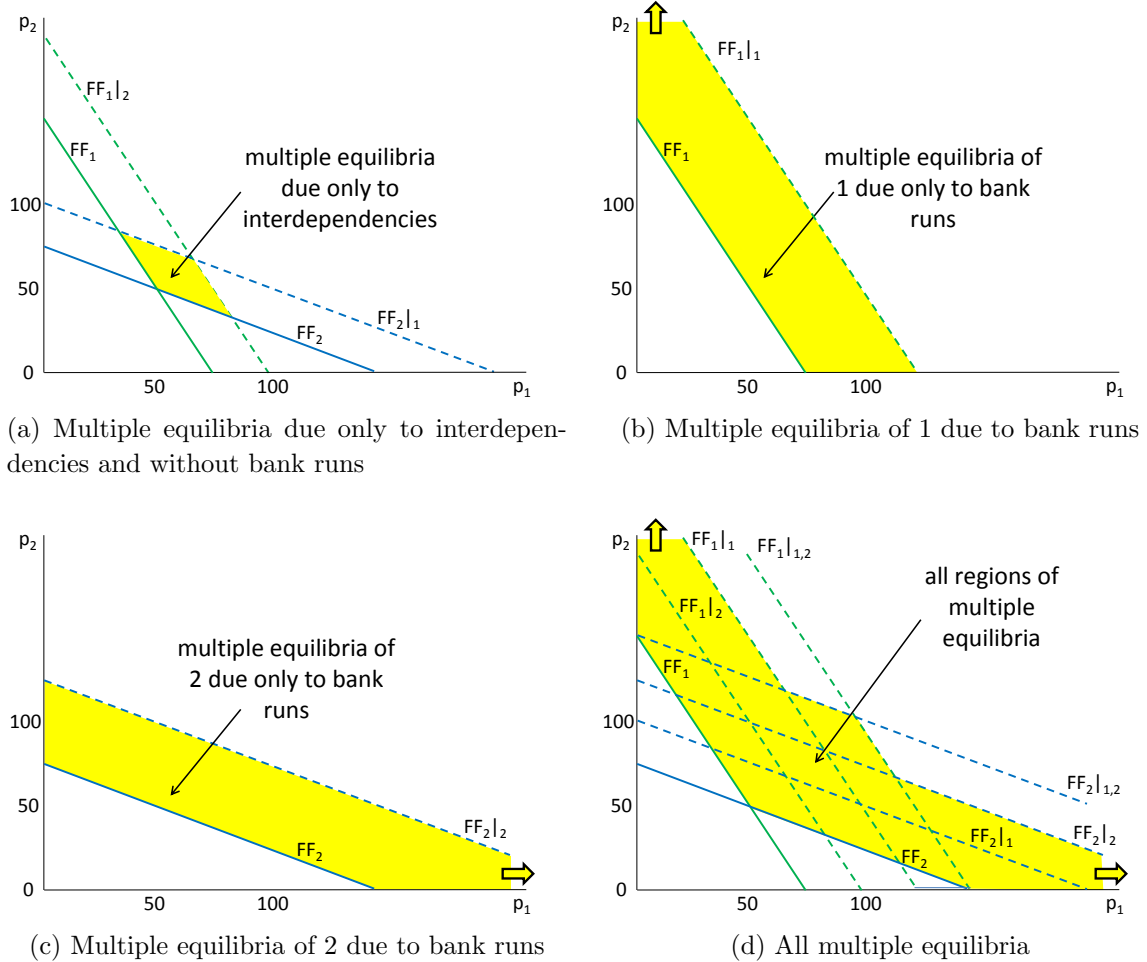 p₂
FF₁|₂
FF₁
multiple equilibria
due only to
interdependencies
100
50
FF₂|₁
FF₂
0
50
100
p₁
(a) Multiple equilibria due only to interdepen-
dencies and without bank runs
p₂
FF₁|₁
FF₁
multiple equilibria of
1 due only to bank
runs
100
50
0
50
100
p₁
(b) Multiple equilibria of 1 due to bank runs
p₂
multiple equilibria of
2 due only to bank
runs
100
50
FF₂|₂
FF₂
0
50
100
p₁
(c) Multiple equilibria of 2 due to bank runs
p₂
FF₁|₁
FF₁|₁,₂
all regions of
multiple
equilibria
FF₁|₂
FF₁
100
50
FF₂|₁,₂
FF₂|₂
FF₂|₁
FF₂
0
50
100
p₁
(d) All multiple equilibria